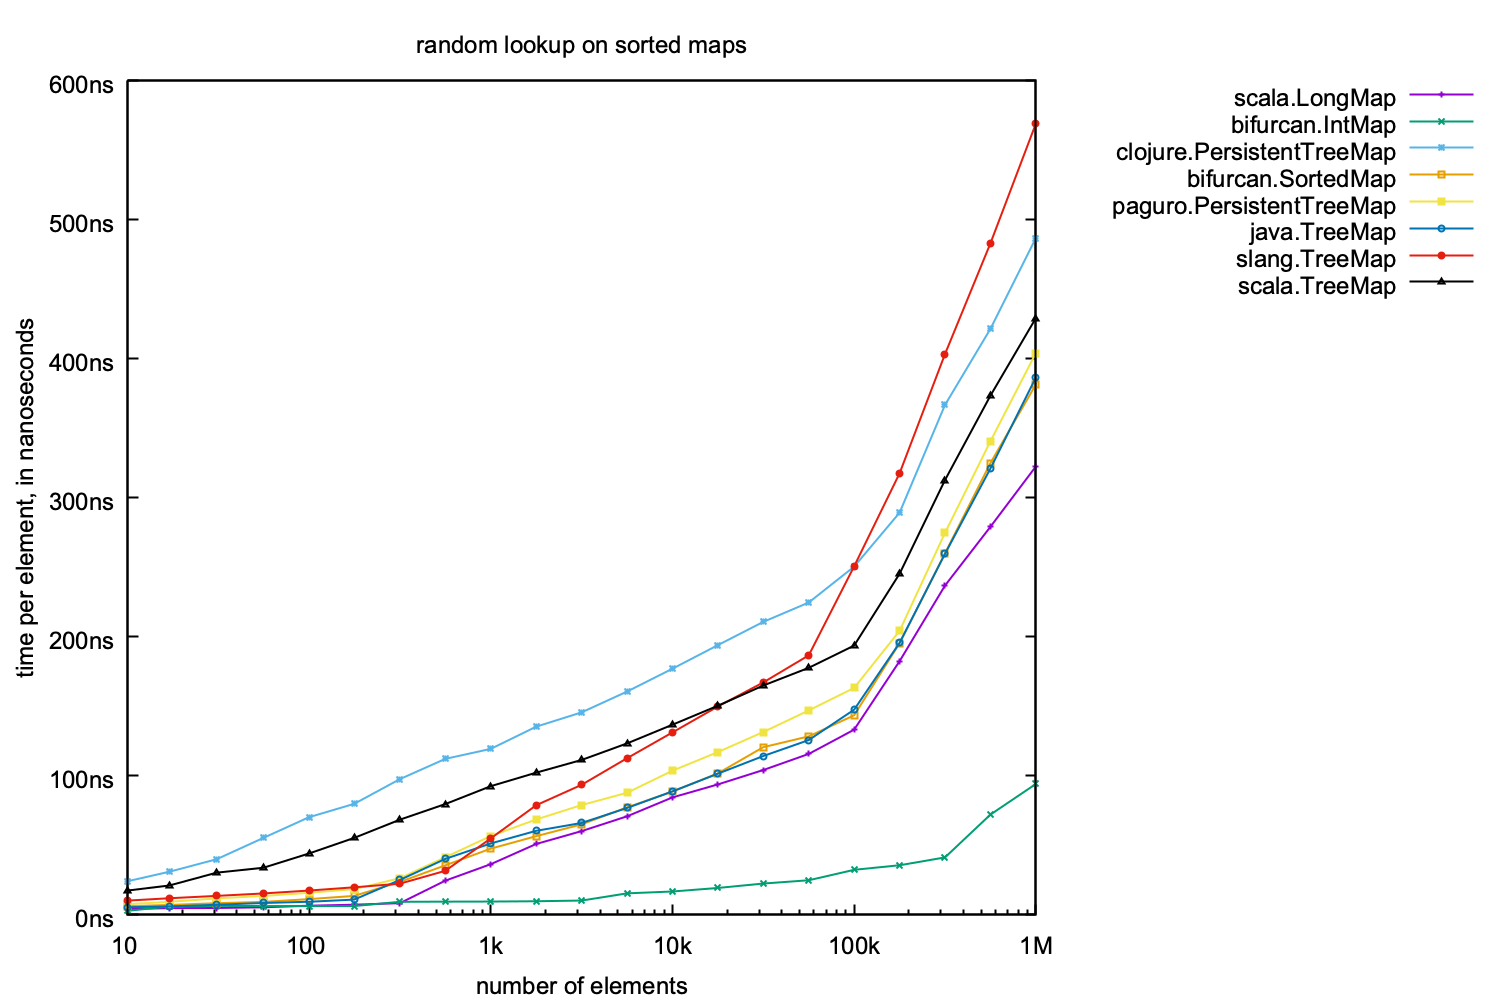 random lookup on sorted maps
600ns
500ns
400ns
300ns
200ns
100ns
0ns
time per element, in nanoseconds
10
100
1k
10k
100k
1M
number of elements
scala.LongMap
bifurcan.IntMap
clojure.PersistentTreeMap
bifurcan.SortedMap
paguro.PersistentTreeMap
java.TreeMap
slang.TreeMap
scala.TreeMap